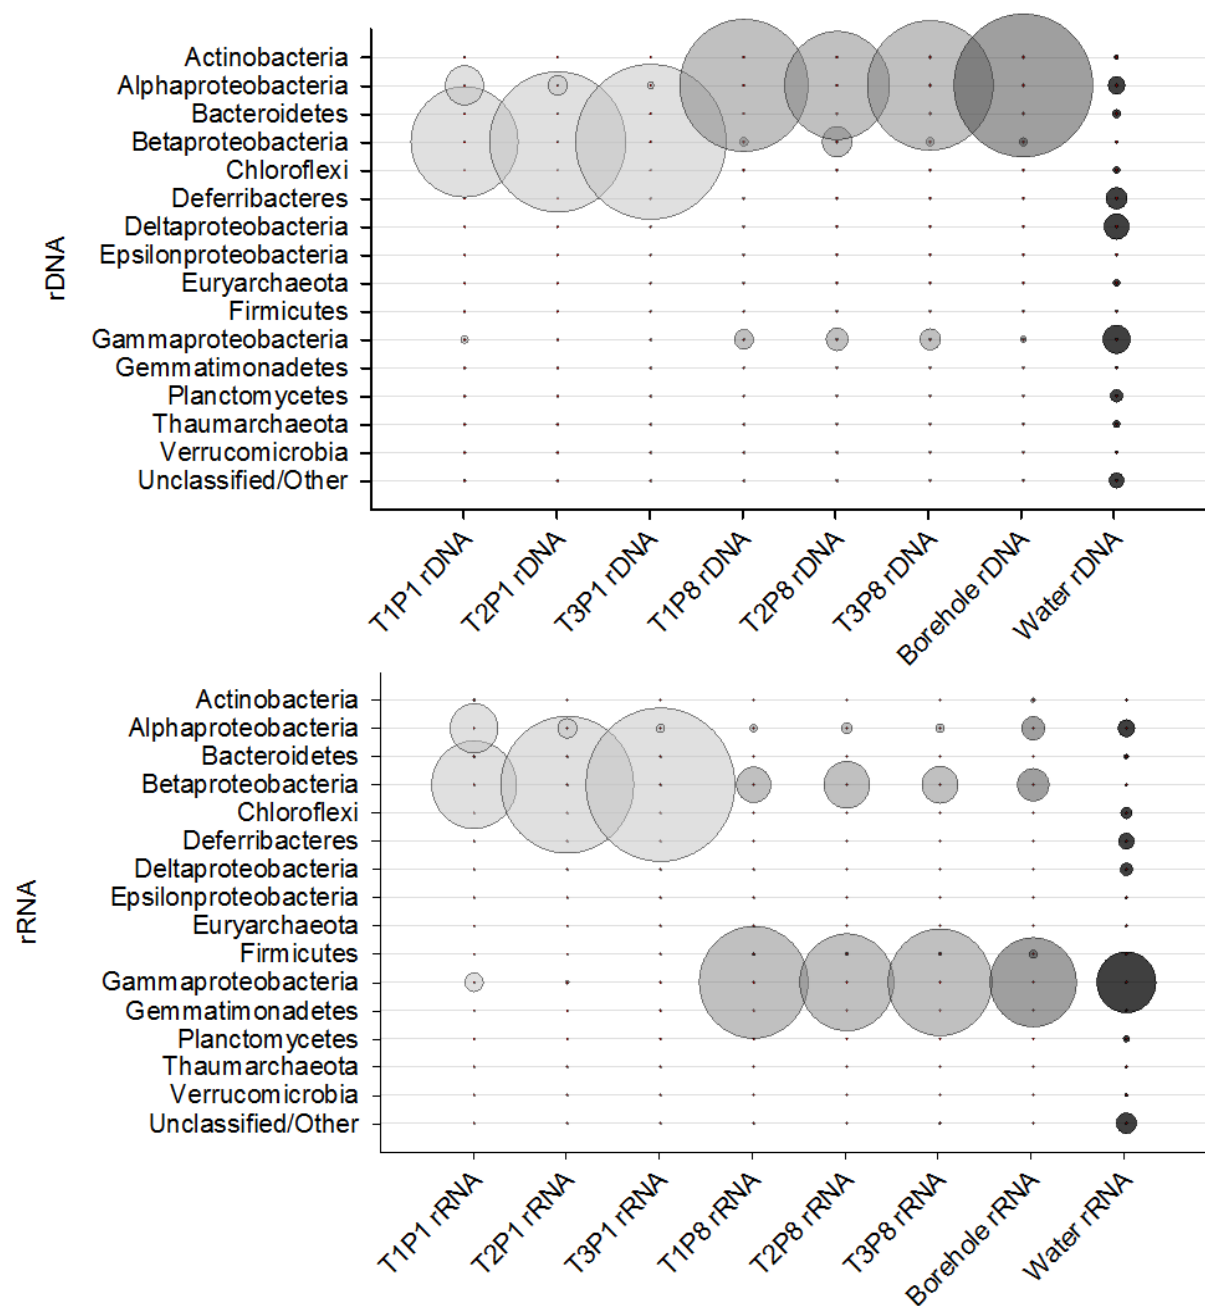 rDNA
Actinobacteria
Alphaproteobacteria
Bacteroidetes
Betaproteobacteria
Chloroflexi
Deferribacteres
Deltaproteobacteria
Epsilonproteobacteria
Euryarchaeota
Firmicutes
Gammaproteobacteria
Gemmatimonadetes
Planctomycetes
Thaumarchaeota
Verrucomicrobia
Unclassified/Other
T1P1 rDNA
T2P1 rDNA
T3P1 rDNA
T1P8 rDNA
T2P8 rDNA
T3P8 rDNA
Borehole rDNA
Water rDNA
rRNA
Actinobacteria
Alphaproteobacteria
Bacteroidetes
Betaproteobacteria
Chloroflexi
Deferribacteres
Deltaproteobacteria
Epsilonproteobacteria
Euryarchaeota
Firmicutes
Gammaproteobacteria
Gemmatimonadetes
Planctomycetes
Thaumarchaeota
Verrucomicrobia
Unclassified/Other
T1P1 rRNA
T2P1 rRNA
T3P1 rRNA
T1P8 rRNA
T2P8 rRNA
T3P8 rRNA
Borehole rRNA
Water rRNA